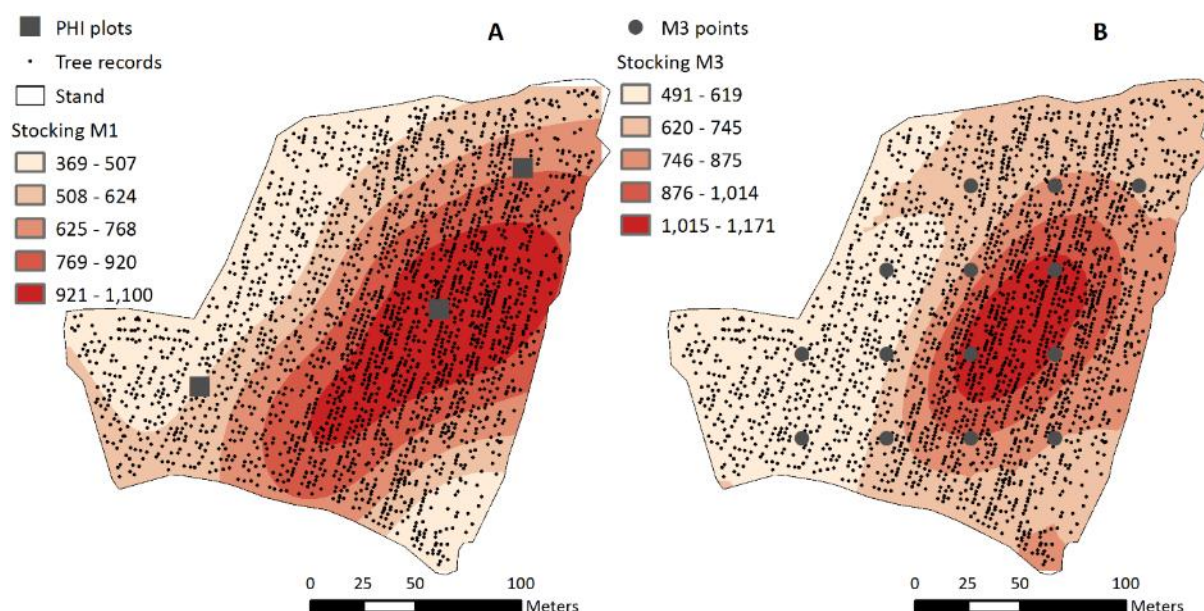 A
PHI plots
Tree records
Stand
Stocking M1
369 - 507
508 - 624
625 - 768
769 - 920
921 - 1,100
0 25 50 100
Meters
B
M3 points
Stocking M3
491 - 619
620 - 745
746 - 875
876 - 1,014
1,015 - 1,171
0 25 50 100
Meters